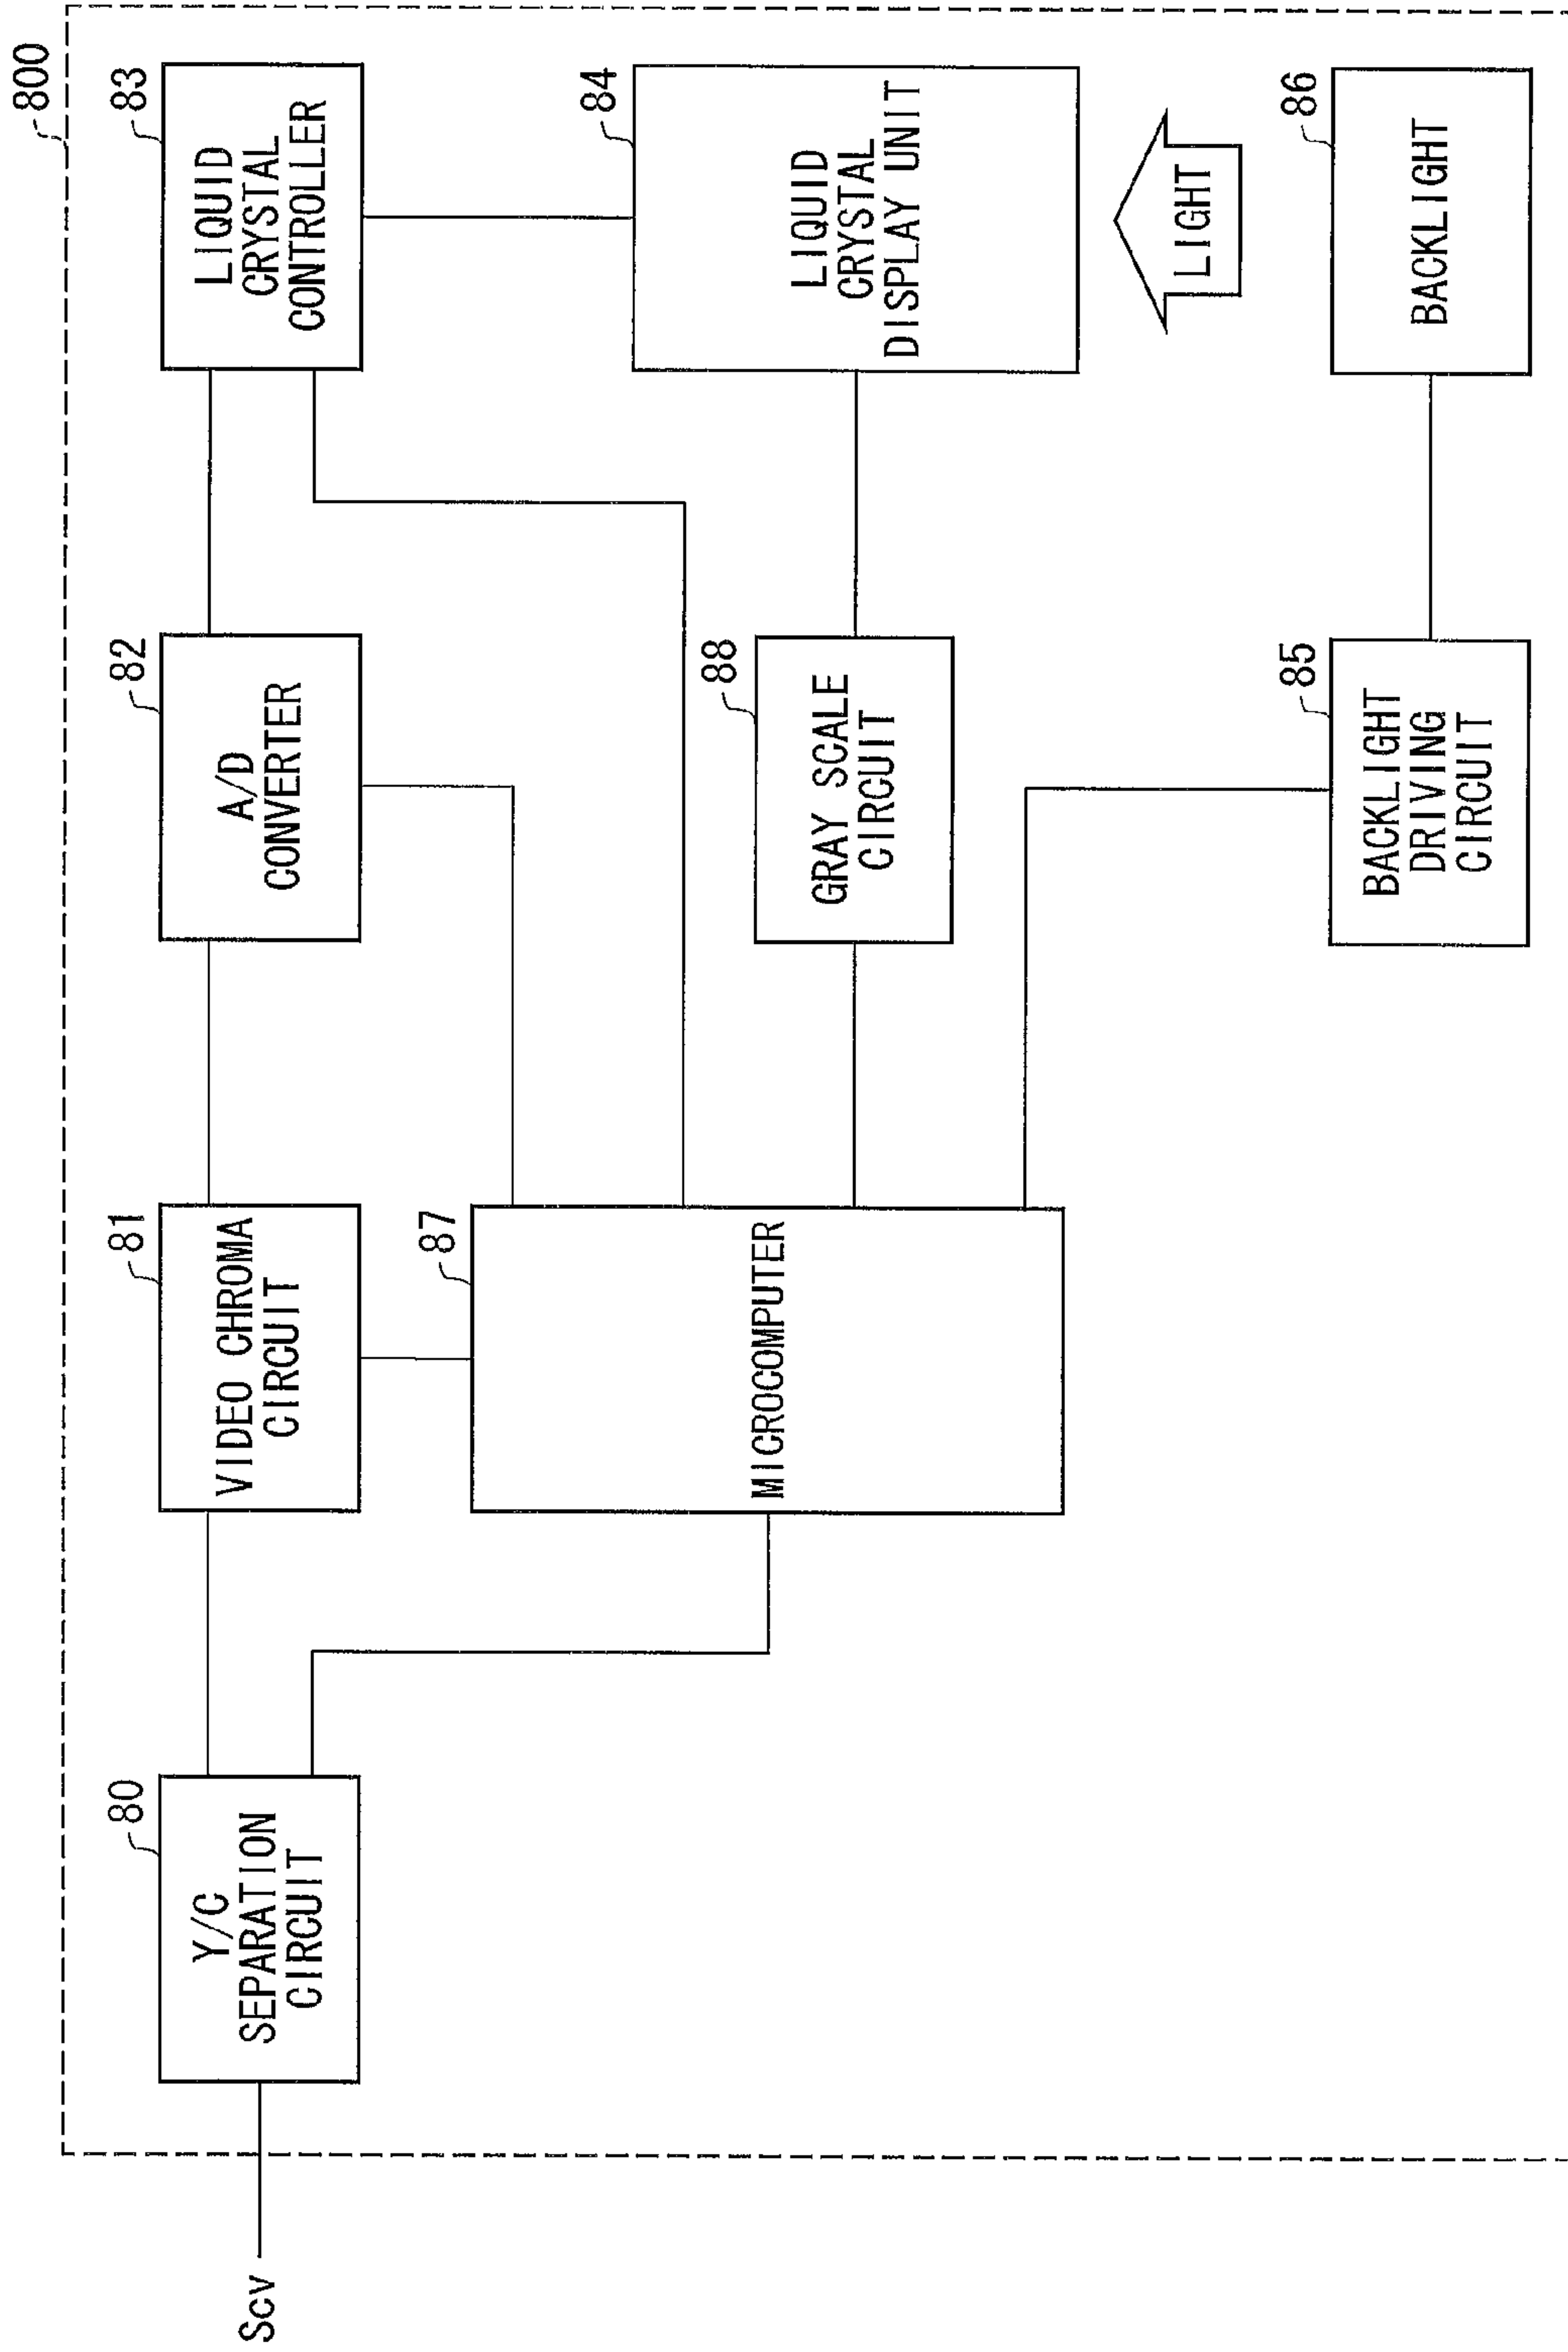 800
80
Y/C
SEPARATION
CIRCUIT
81
VIDEO CHROMA
CIRCUIT
82
A/D
CONVERTER
83
LIQUID
CRYSTAL
CONTROLLER
Scv
87
MICROCOMPUTER
88
GRAY SCALE
CIRCUIT
84
LIQUID
CRYSTAL
DISPLAY UNIT
LIGHT
85
BACKLIGHT
DRIVING
CIRCUIT
86
BACKLIGHT